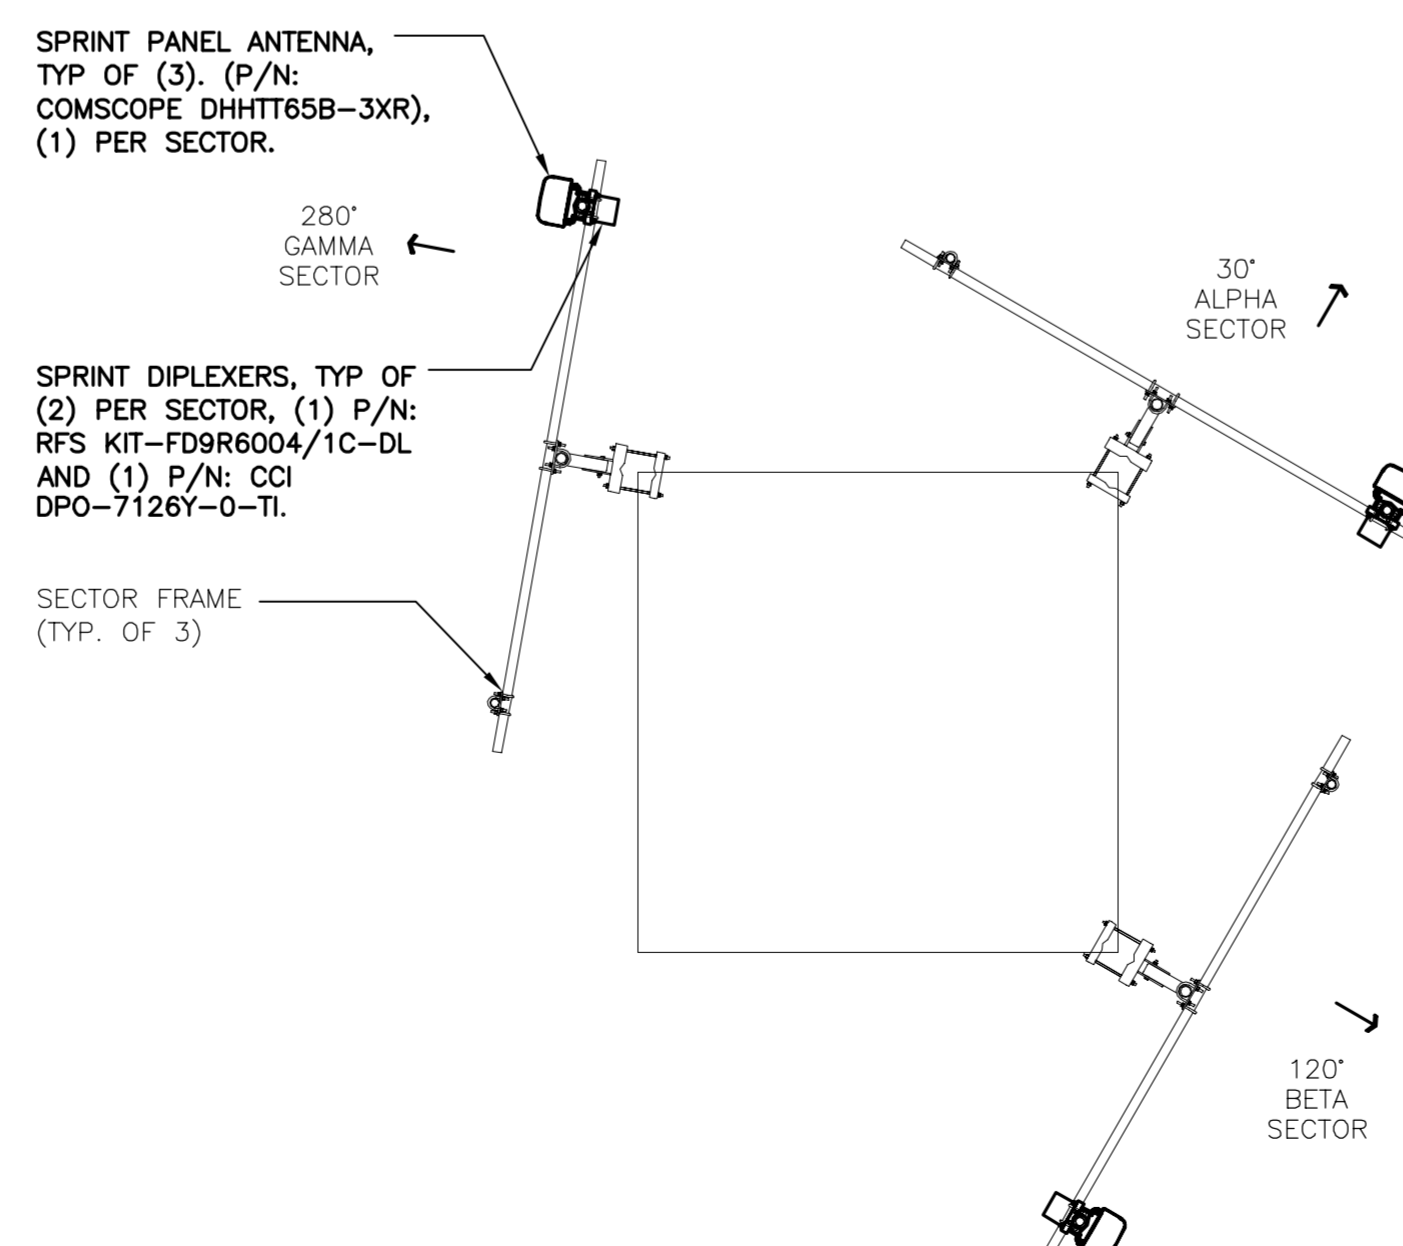 SPRINT PANEL ANTENNA,
TYP OF (3). (P/N:
COMSCOPE DHHTT65B-3XR),
(1) PER SECTOR.
280°
GAMMA
SECTOR
30°
ALPHA
SECTOR
SPRINT DIPLEXERS, TYP OF
(2) PER SECTOR, (1) P/N:
RFS KIT-FD9R6004/1C-DL
AND (1) P/N: CCI
DPO-7126Y-0-TI.
SECTOR FRAME
(TYP. OF 3)
120°
BETA
SECTOR